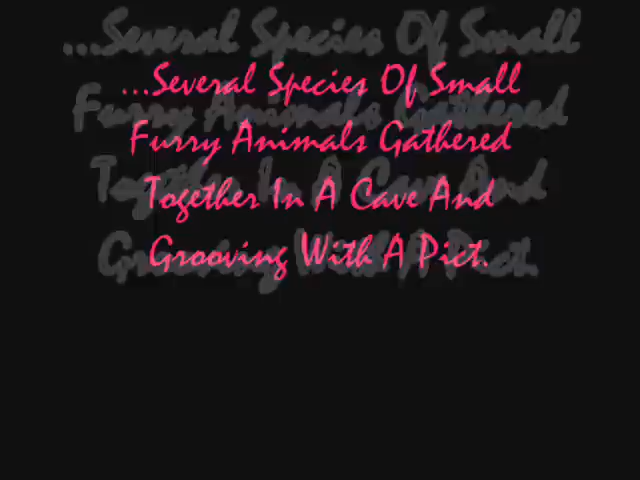 ...Several Species Of Small
Furry Animals Gathered
Together In A Cave And
Grooving With A Pict.